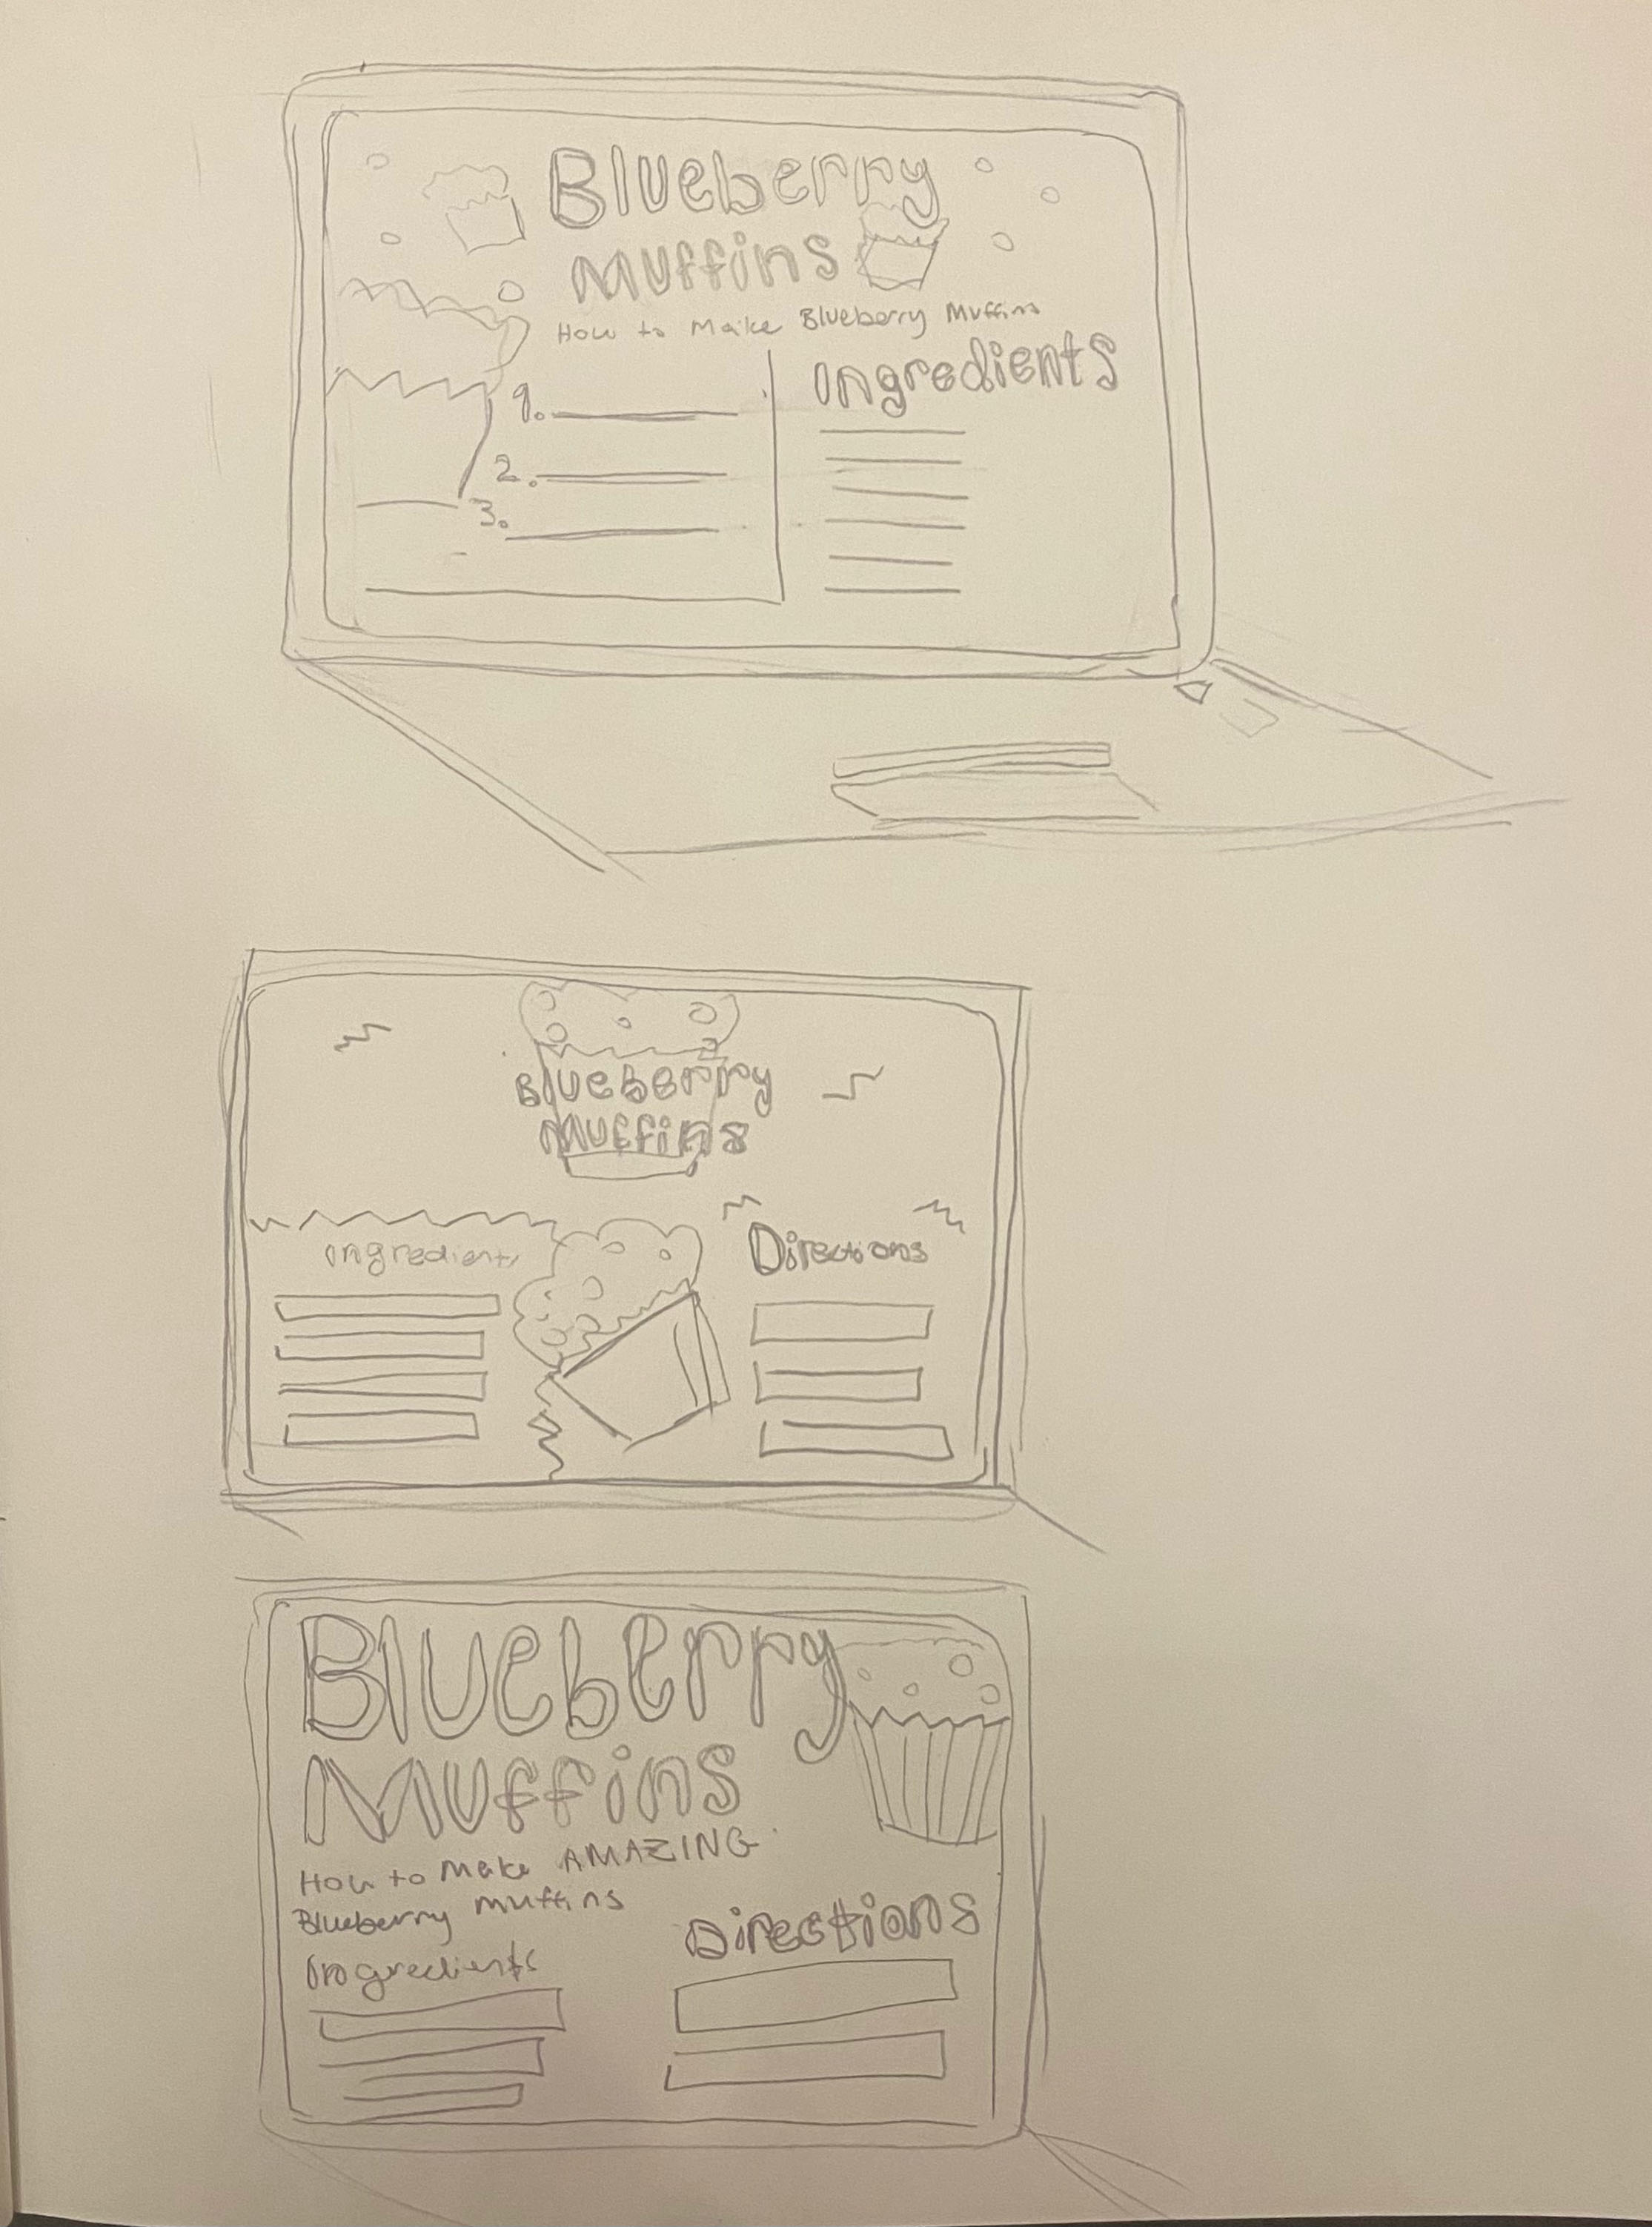 Blueberry
Muffins
How to Make Blueberry Muffins
Ingredients
1.
2.
3.
Blueberry
Muffins
Ingredients
Directions
Blueberry
Muffins
How to Make AMAZING
Blueberry muffins
Directions
Ingredients